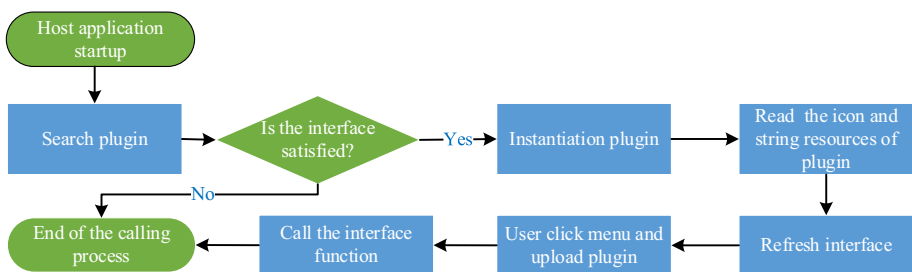 Host application
startup
Search plugin
Is the interface
satisfied?
Yes
Instantiation plugin
Read the icon and
string resources of
plugin
No
End of the calling
process
Call the interface
function
User click menu and
upload plugin
Refresh interface